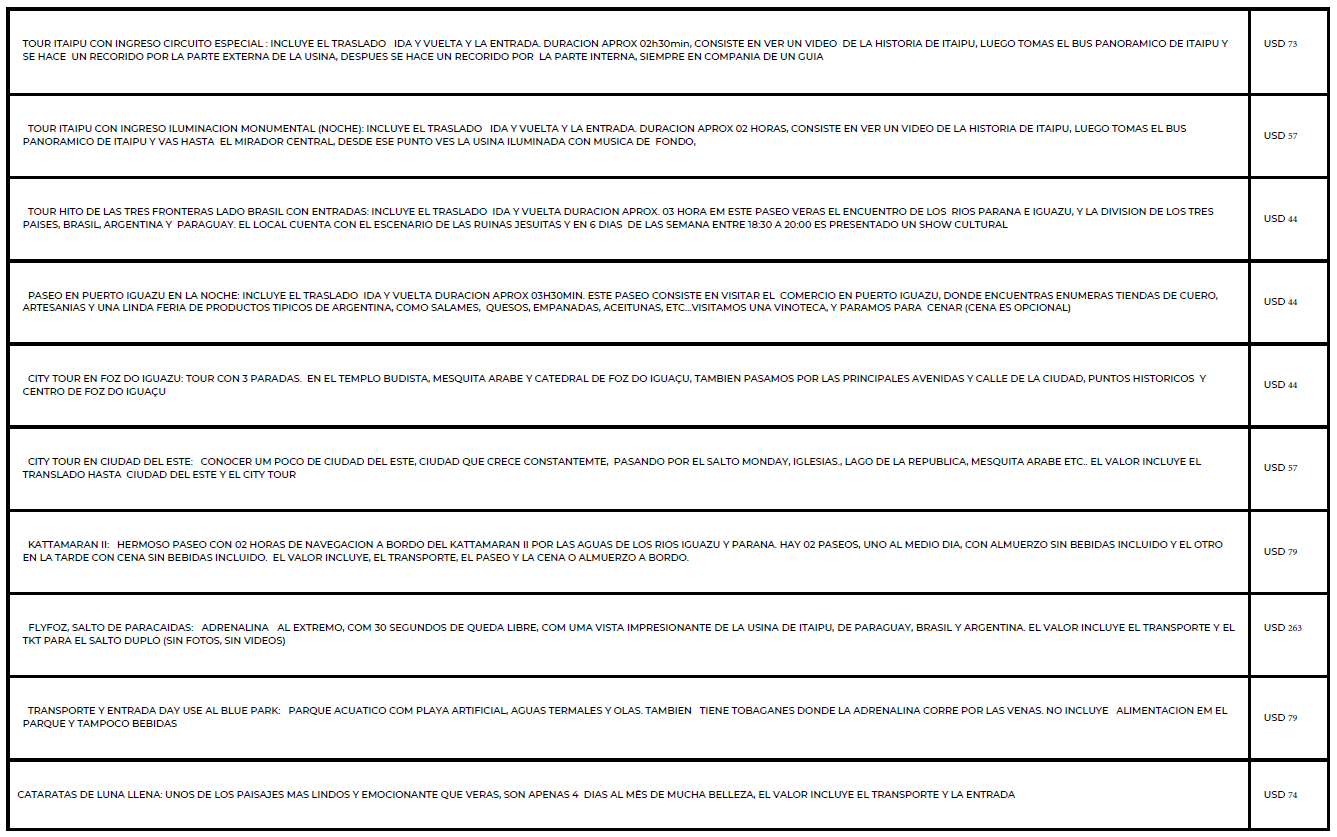 TOUR ITAIPU CON INGRESO CIRCUITO ESPECIAL : INCLUYE EL TRASLADO IDA Y VUELTA Y LA ENTRADA. DURACION APROX 02h30min, CONSISTE EN VER UN VIDEO DE LA HISTORIA DE ITAIPU, LUEGO TOMAS EL BUS PANORAMICO DE ITAIPU Y
SE HACE UN RECORIDO POR LA PARTE EXTERNA DE LA USINA, DESPUES SE HACE UN RECORIDO POR LA PARTE INTERNA, SIEMPRE EN COMPANIA DE UN GUIA
USD 73
TOUR ITAIPU CON INGRESO ILUMINACION MONUMENTAL (NOCHE): INCLUYE EL TRASLADO IDA Y VUELTA Y LA ENTRADA. DURACION APROX 02 HORAS, CONSISTE EN VER UN VIDEO DE LA HISTORIA DE ITAIPU, LUEGO TOMAS EL BUS
PANORAMICO DE ITAIPU Y VAS HASTA EL MIRADOR CENTRAL, DESDE ESE PUNTO VES LA USINA ILUMINADA CON MUSICA DE FONDO,
USD 57
TOUR HITO DE LAS TRES FRONTERAS LADO BRASIL CON ENTRADAS: INCLUYE EL TRASLADO IDA Y VUELTA DURACION APROX. 03 HORA EM ESTE PASEO VERAS EL ENCUENTRO DE LOS RIOS PARANA E IGUAZU, Y LA DIVISION DE LOS TRES
PAISES, BRASIL, ARGENTINA Y PARAGUAY. EL LOCAL CUENTA CON EL ESCENARIO DE LAS RUINAS JESUITAS Y EN 6 DIAS DE LAS SEMANA ENTRE 18:30 A 20:00 ES PRESENTADO UN SHOW CULTURAL
USD 44
PASEO EN PUERTO IGUAZU EN LA NOCHE: INCLUYE EL TRASLADO IDA Y VUELTA DURACION APROX 03H30MIN. ESTE PASEO CONSISTE EN VISITAR EL COMERCIO EN PUERTO IGUAZU, DONDE ENCUENTRAS ENUMERAS TIENDAS DE CUERO,
ARTESANIAS Y UNA LINDA FERIA DE PRODUCTOS TIPICOS DE ARGENTINA, COMO SALAMES, QUESOS, EMPANADAS, ACEITUNAS, ETC...VISITAMOS UNA VINOTECA, Y PARAMOS PARA CENAR (CENA ES OPCIONAL)
USD 44
CITY TOUR EN FOZ DO IGUAZU: TOUR CON 3 PARADAS. EN EL TEMPLO BUDISTA, MESQUITA ARABE Y CATEDRAL DE FOZ DO IGUAÇU, TAMBIEN PASAMOS POR LAS PRINCIPALES AVENIDAS Y CALLE DE LA CIUDAD, PUNTOS HISTORICOS Y
CENTRO DE FOZ DO IGUAÇU
USD 44
CITY TOUR EN CIUDAD DEL ESTE: CONOCER UM POCO DE CIUDAD DEL ESTE, CIUDAD QUE CRECE CONSTANTEMTE, PASANDO POR EL SALTO MONDAY, IGLESIAS., LAGO DE LA REPUBLICA, MESQUITA ARABE ETC.. EL VALOR INCLUYE EL
TRANSLADO HASTA CIUDAD DEL ESTE Y EL CITY TOUR
USD 57
KATTAMARAN II: HERMOSO PASEO CON 02 HORAS DE NAVEGACION A BORDO DEL KATTAMARAN II POR LAS AGUAS DE LOS RIOS IGUAZU Y PARANA. HAY 02 PASEOS, UNO AL MEDIO DIA, CON ALMUERZO SIN BEBIDAS INCLUIDO Y EL OTRO
EN LA TARDE CON CENA SIN BEBIDAS INCLUIDO. EL VALOR INCLUYE, EL TRANSPORTE, EL PASEO Y LA CENA O ALMUERZO A BORDO.
USD 79
FLYFOZ, SALTO DE PARACAIDAS: ADRENALINA AL EXTREMO, COM 30 SEGUNDOS DE QUEDA LIBRE, COM UMA VISTA IMPRESIONANTE DE LA USINA DE ITAIPU, DE PARAGUAY, BRASIL Y ARGENTINA. EL VALOR INCLUYE EL TRANSPORTE Y EL
TKT PARA EL SALTO DUPLO (SIN FOTOS, SIN VIDEOS)
USD 263
TRANSPORTE Y ENTRADA DAY USE AL BLUE PARK: PARQUE ACUATICO COM PLAYA ARTIFICIAL, AGUAS TERMALES Y OLAS. TAMBIEN TIENE TOBAGANES DONDE LA ADRENALINA CORRE POR LAS VENAS. NO INCLUYE ALIMENTACION EM EL
PARQUE Y TAMPOCO BEBIDAS
USD 79
CATARATAS DE LUNA LLENA: UNOS DE LOS PAISAJES MAS LINDOS Y EMOCIONANTE QUE VERAS, SON APENAS 4 DIAS AL MÊS DE MUCHA BELLEZA, EL VALOR INCLUYE EL TRANSPORTE Y LA ENTRADA
USD 74